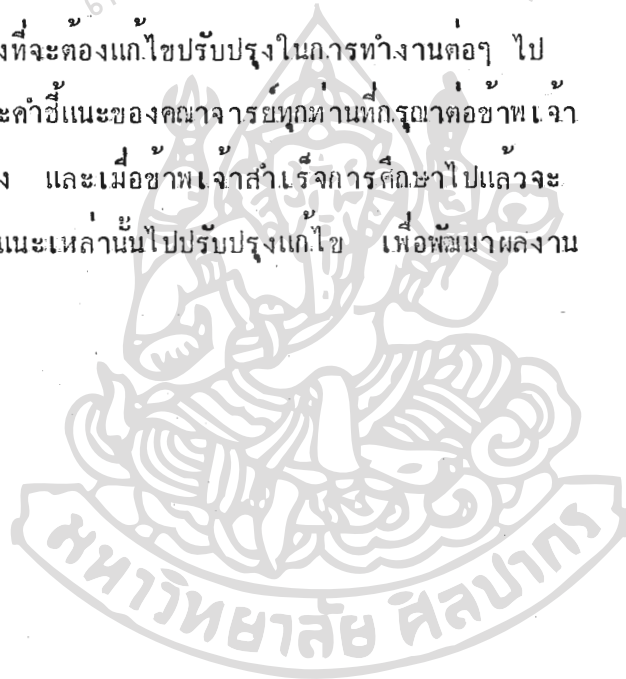 งที่จะต้องแก้ไขปรับปรุงในการทำงานต่อๆ ไป
ะคำชี้แนะของคณาจารย์ทุกท่านที่กรุณาต่อข้าพเจ้า
ง และเมื่อข้าพเจ้าสำเร็จการศึกษาไปแล้วจะ
แนะเหล่านั้นไปปรับปรุงแก้ไข เพื่อพัฒนาผลงาน
มหาวิทยาลัย ศิลปากร